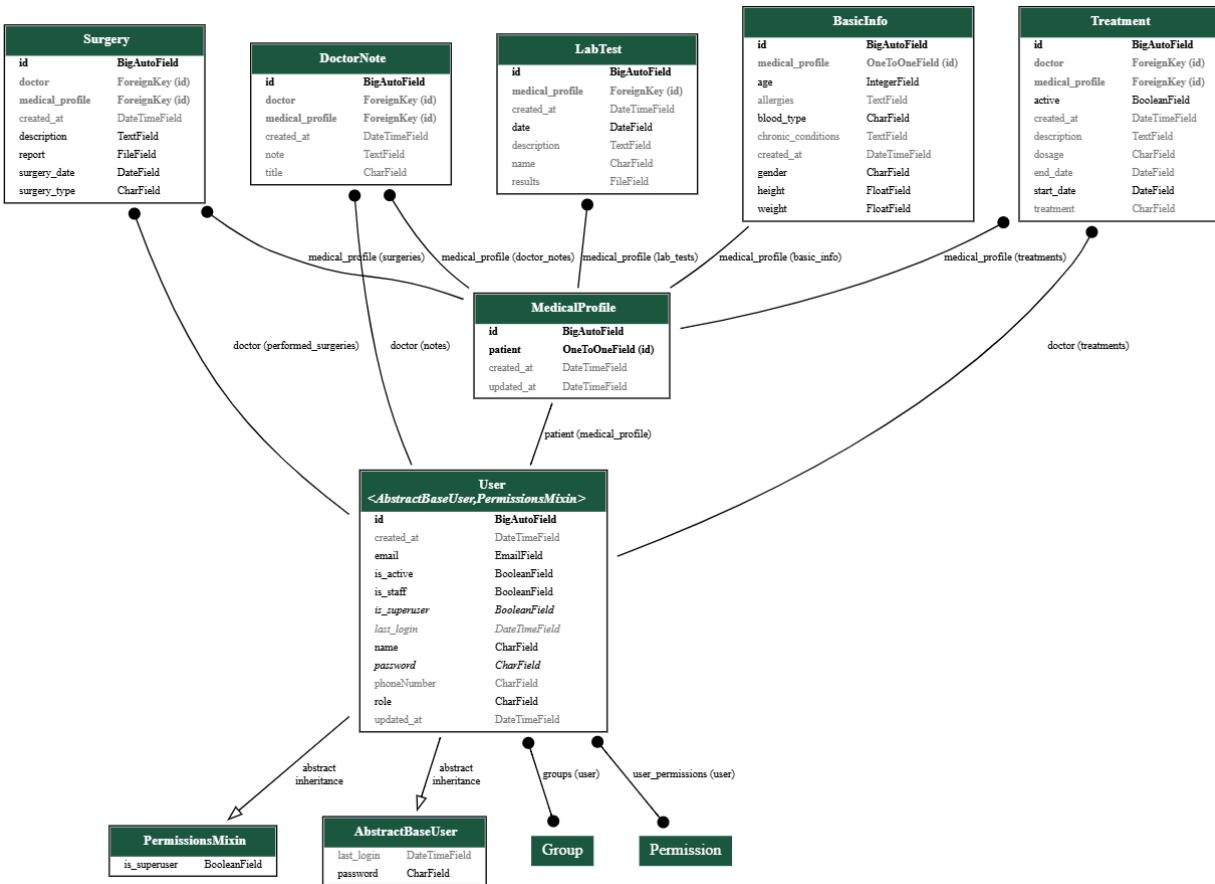 Surgery
id BigAutoField
doctor ForeignKey (id)
medical_profile ForeignKey (id)
created_at DateTimeField
description TextField
report FileField
surgery_date DateField
surgery_type CharField
DoctorNote
id BigAutoField
doctor ForeignKey (id)
medical_profile ForeignKey (id)
created_at DateTimeField
note TextField
title CharField
LabTest
id BigAutoField
medical_profile ForeignKey (id)
created_at DateTimeField
date DateField
description TextField
name CharField
results FileField
BasicInfo
id BigAutoField
medical_profile OneToOneField (id)
age IntegerField
allergies TextField
blood_type CharField
chronic_conditions TextField
created_at DateTimeField
gender CharField
height FloatField
weight FloatField
Treatment
id BigAutoField
doctor ForeignKey (id)
medical_profile ForeignKey (id)
active BooleanField
created_at DateTimeField
description TextField
dosage CharField
end_date DateField
start_date DateField
treatment CharField
medical_profile (surgeries)
medical_profile (doctor_notes)
medical_profile (lab_tests)
medical_profile (basic_info)
medical_profile (treatments)
MedicalProfile
id BigAutoField
patient OneToOneField (id)
created_at DateTimeField
updated_at DateTimeField
doctor (performed_surgeries)
doctor (notes)
doctor (treatments)
patient (medical_profile)
User
<AbstractBaseUser,PermissionsMixin>
id BigAutoField
created_at DateTimeField
email EmailField
is_active BooleanField
is_staff BooleanField
is_superuser BooleanField
last_login DateTimeField
name CharField
password CharField
phoneNumber CharField
role CharField
updated_at DateTimeField
abstract
inheritance
abstract
inheritance
groups (user)
user_permissions (user)
PermissionsMixin
is_superuser BooleanField
AbstractBaseUser
last_login DateTimeField
password CharField
Group
Permission